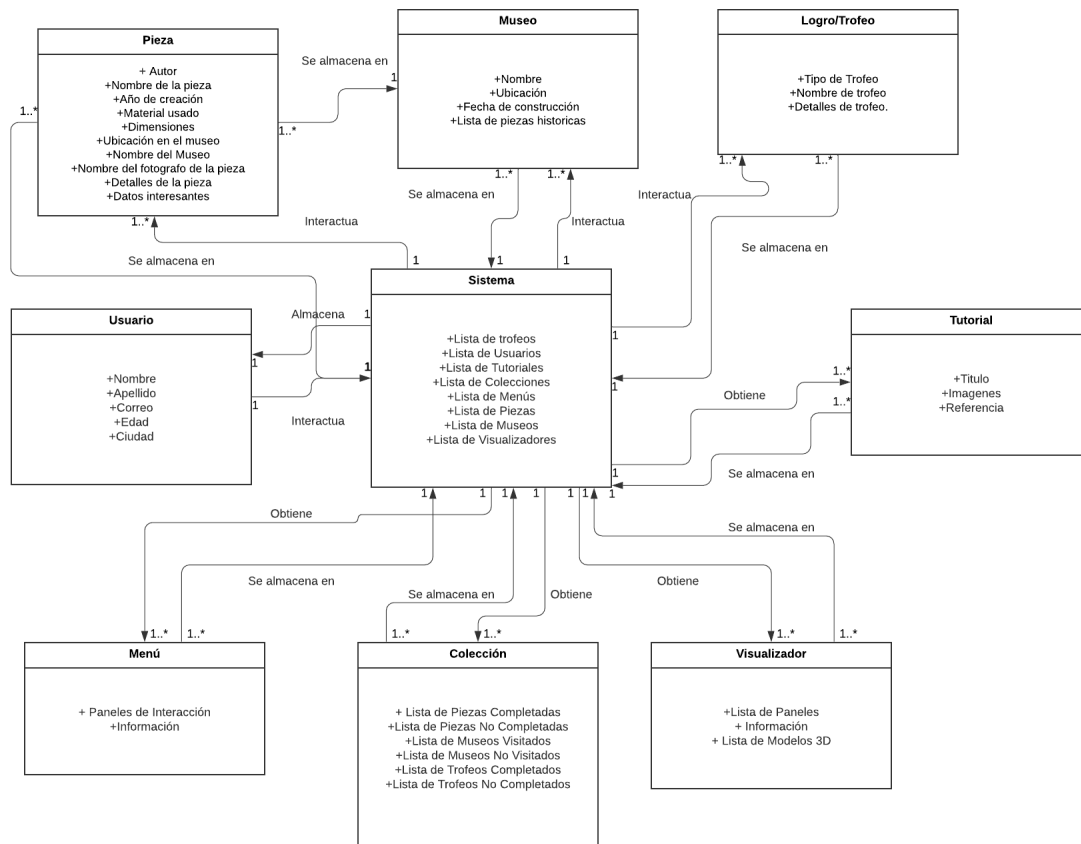 Pieza
+ Autor
+Nombre de la pieza
+Año de creación
+Material usado
+Dimensiones
+Ubicación en el museo
+Nombre del Museo
+Nombre del fotografo de la pieza
+Detalles de la pieza
+Datos interesantes
Museo
+Nombre
+Ubicación
+Fecha de construcción
+Lista de piezas historicas
Logro/Trofeo
+Tipo de Trofeo
+Nombre de trofeo
+Detalles de trofeo.
Se almacena en
1
1..*
1..*
1..*
Interactua
Se almacena en
1
Se almacena en
1..*
1
1..*
Interactua
1
1..*
Interactua
1
1..*
Se almacena en
1
Sistema
+Lista de trofeos
+Lista de Usuarios
+Lista de Tutoriales
+Lista de Colecciones
+Lista de Menús
+Lista de Piezas
+Lista de Museos
+Lista de Visualizadores
Usuario
+Nombre
+Apellido
+Correo
+Edad
+Ciudad
Almacena
1
1
1
1
Interactua
Tutorial
+Titulo
+Imagenes
+Referencia
Obtiene
1..*
1
1..*
Se almacena en
1
1
1
1
1
1
1
Obtiene
1..*
Se almacena en
1..*
Se almacena en
1..*
Obtiene
1..*
Obtiene
1..*
Se almacena en
1..*
Menú
+ Paneles de Interacción
+Información
Colección
+ Lista de Piezas Completadas
+Lista de Piezas No Completadas
+Lista de Museos Visitados
+Lista de Museos No Visitados
+Lista de Trofeos Completados
+Lista de Trofeos No Completados
Visualizador
+Lista de Paneles
+ Información
+ Lista de Modelos 3D